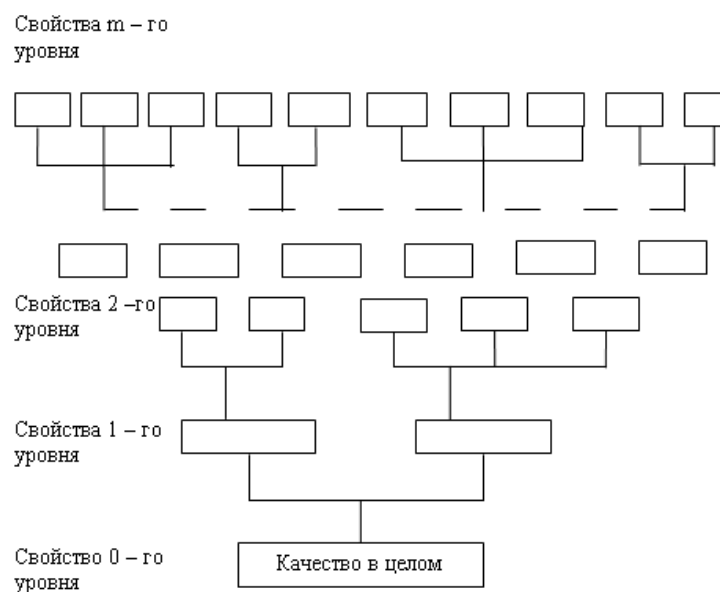 Свойства m – го
уровня
Свойства 2 –го
уровня
Свойства 1 – го
уровня
Свойство 0 – го
уровня
Качество в целом